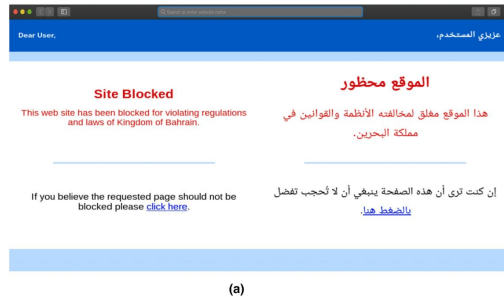 Search or enter website name
Dear User,
عزيزي المستخدم،
Site Blocked
This web site has been blocked for violating regulations
and laws of Kingdom of Bahrain.
If you believe the requested page should not be
blocked please click here.
الموقع محظور
هذا الموقع مغلق لمخالفته الأنظمة والقوانين في
مملكة البحرين.
إن كنت ترى أن هذه الصفحة ينبغي أن لا تُحجب تفضل
بالضغط هنا.
(a)